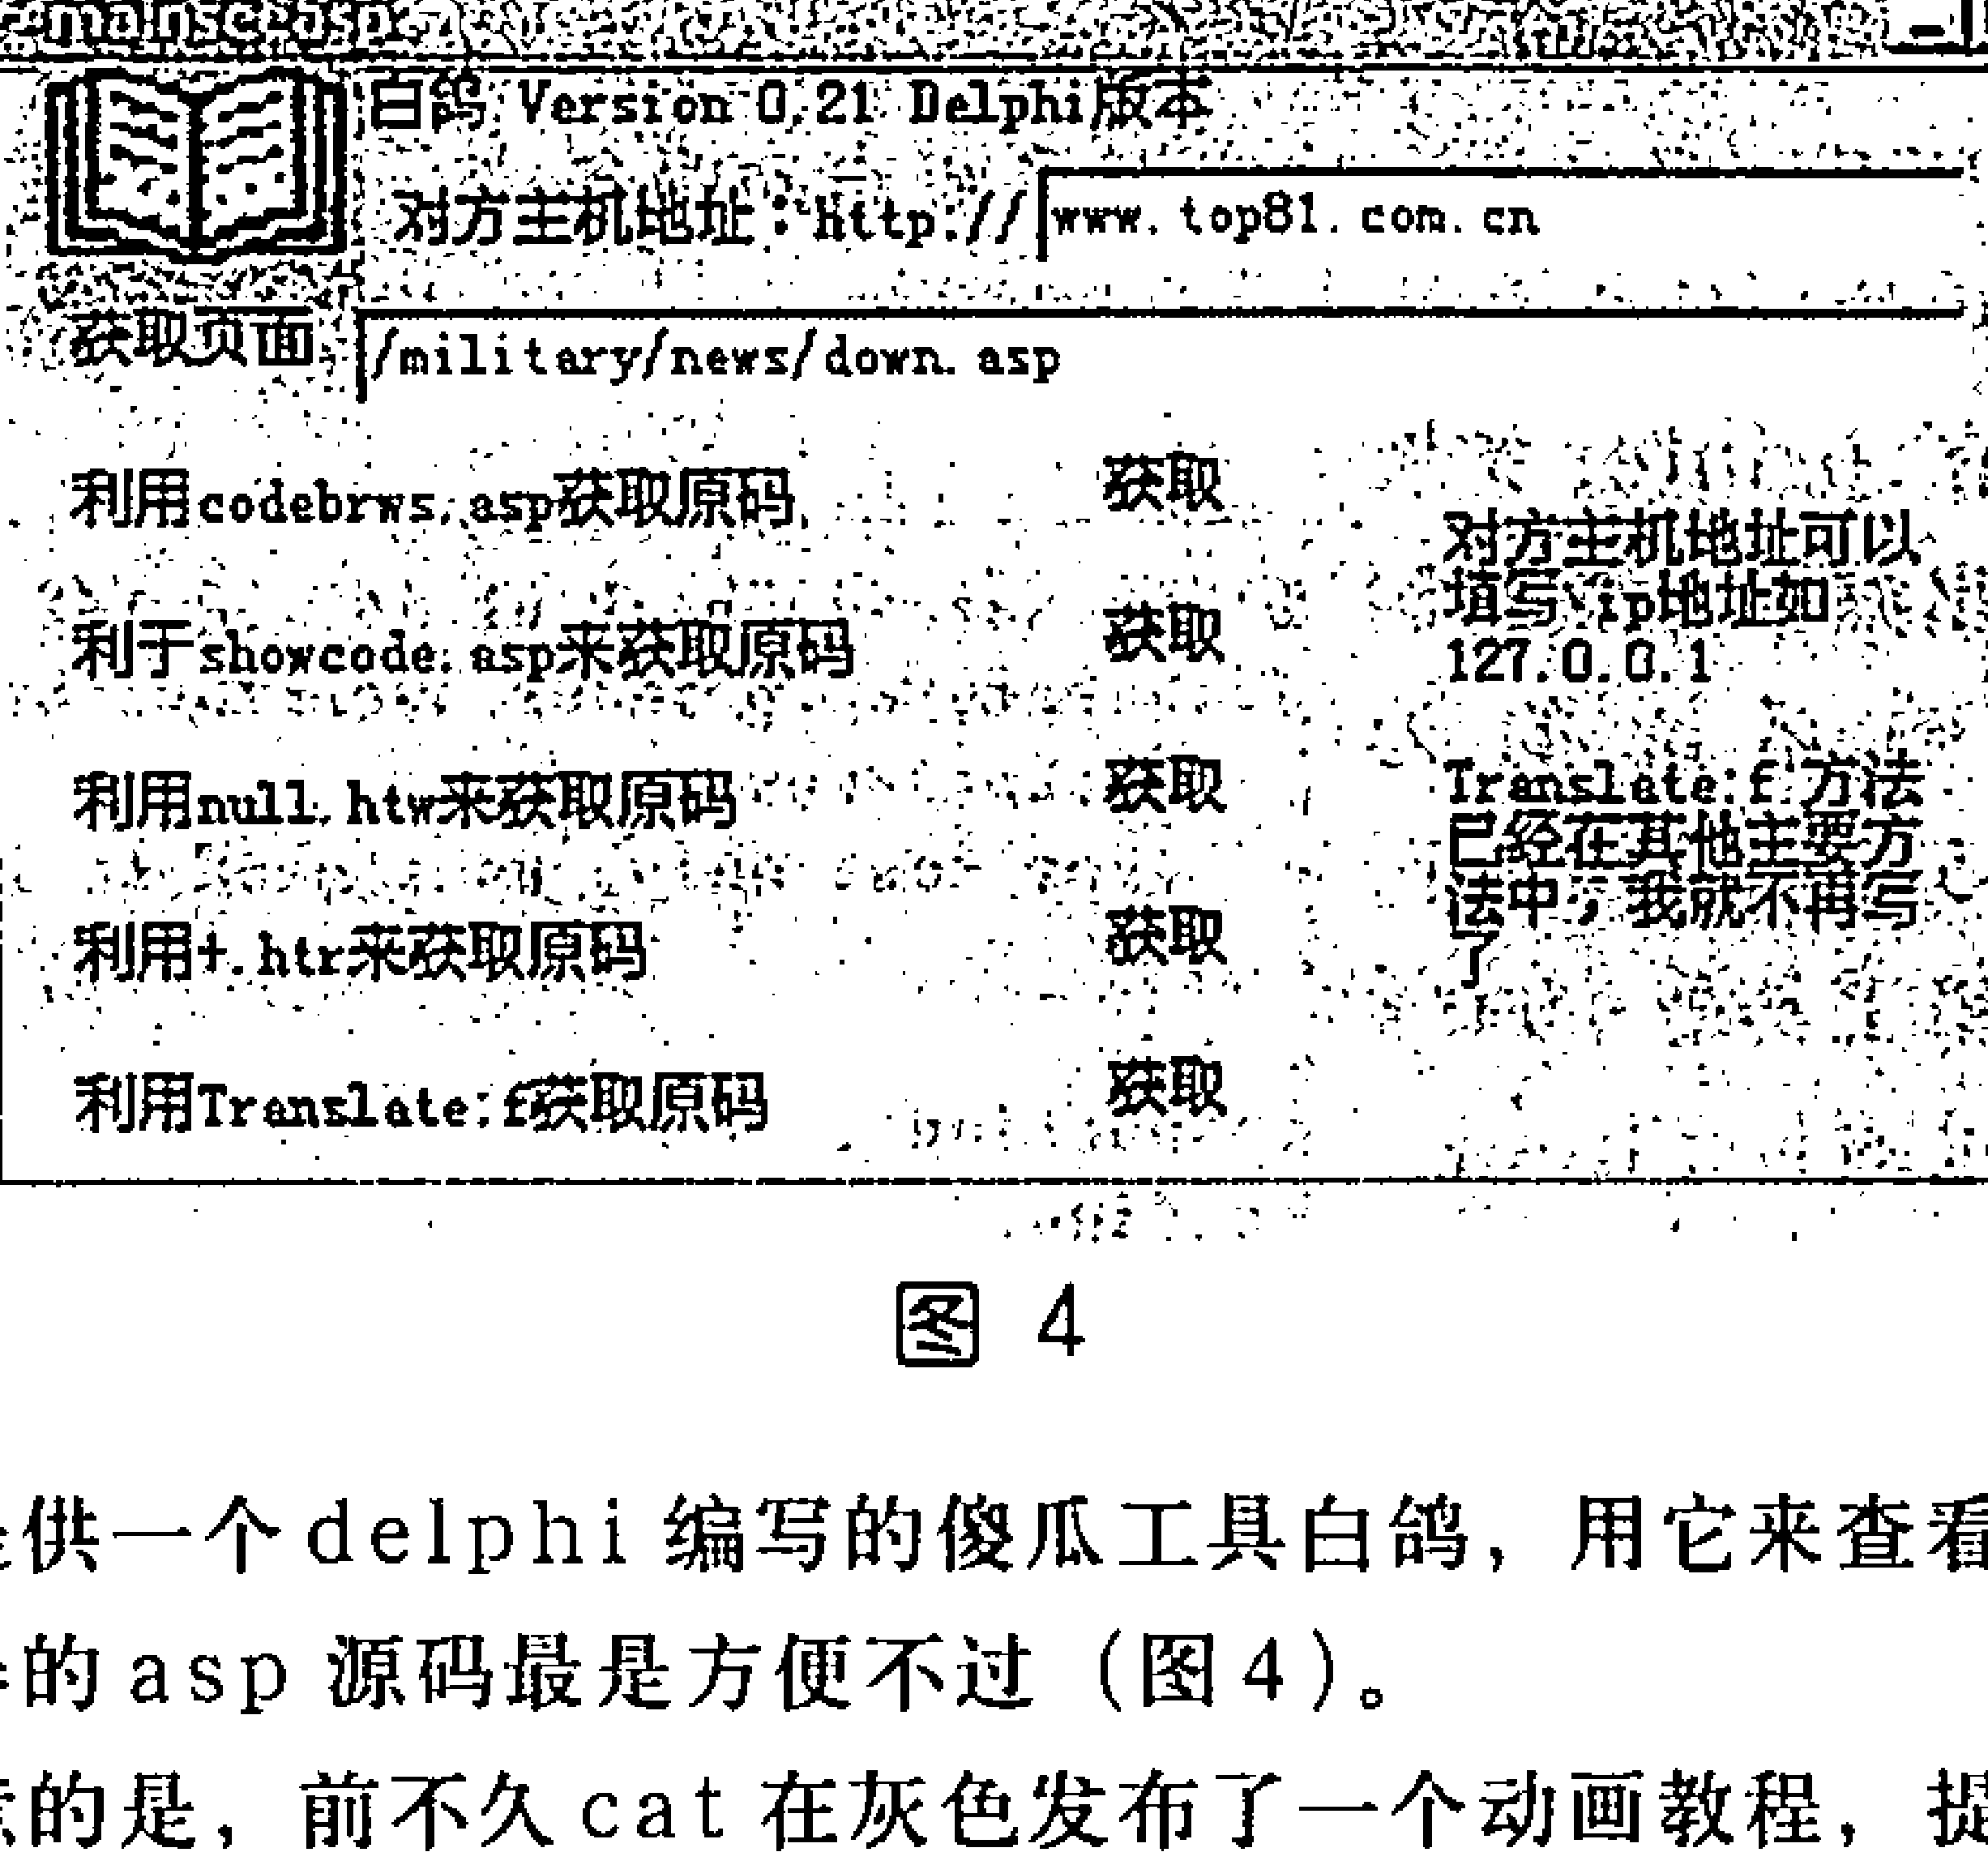 白鸽 Version 0.21 Delphi版本
对方主机地址：http://www.top81.com.cn
获取页面 /military/news/down.asp
利用codebrws.asp获取原码 获取
利于showcode.asp来获取原码 获取
利用null.htw来获取原码 获取
利用+.htr来获取原码 获取
利用Translate:f获取原码 获取
对方主机地址可以
填写 ip地址如
127.0.0.1
Translate:f 方法
已经在其他主要方
法中，我就不再写
了
图 4
供一个delphi编写的傻瓜工具白鸽，用它来查看
的asp源码最是方便不过（图4）。
的是，前不久cat在灰色发布了一个动画教程，提